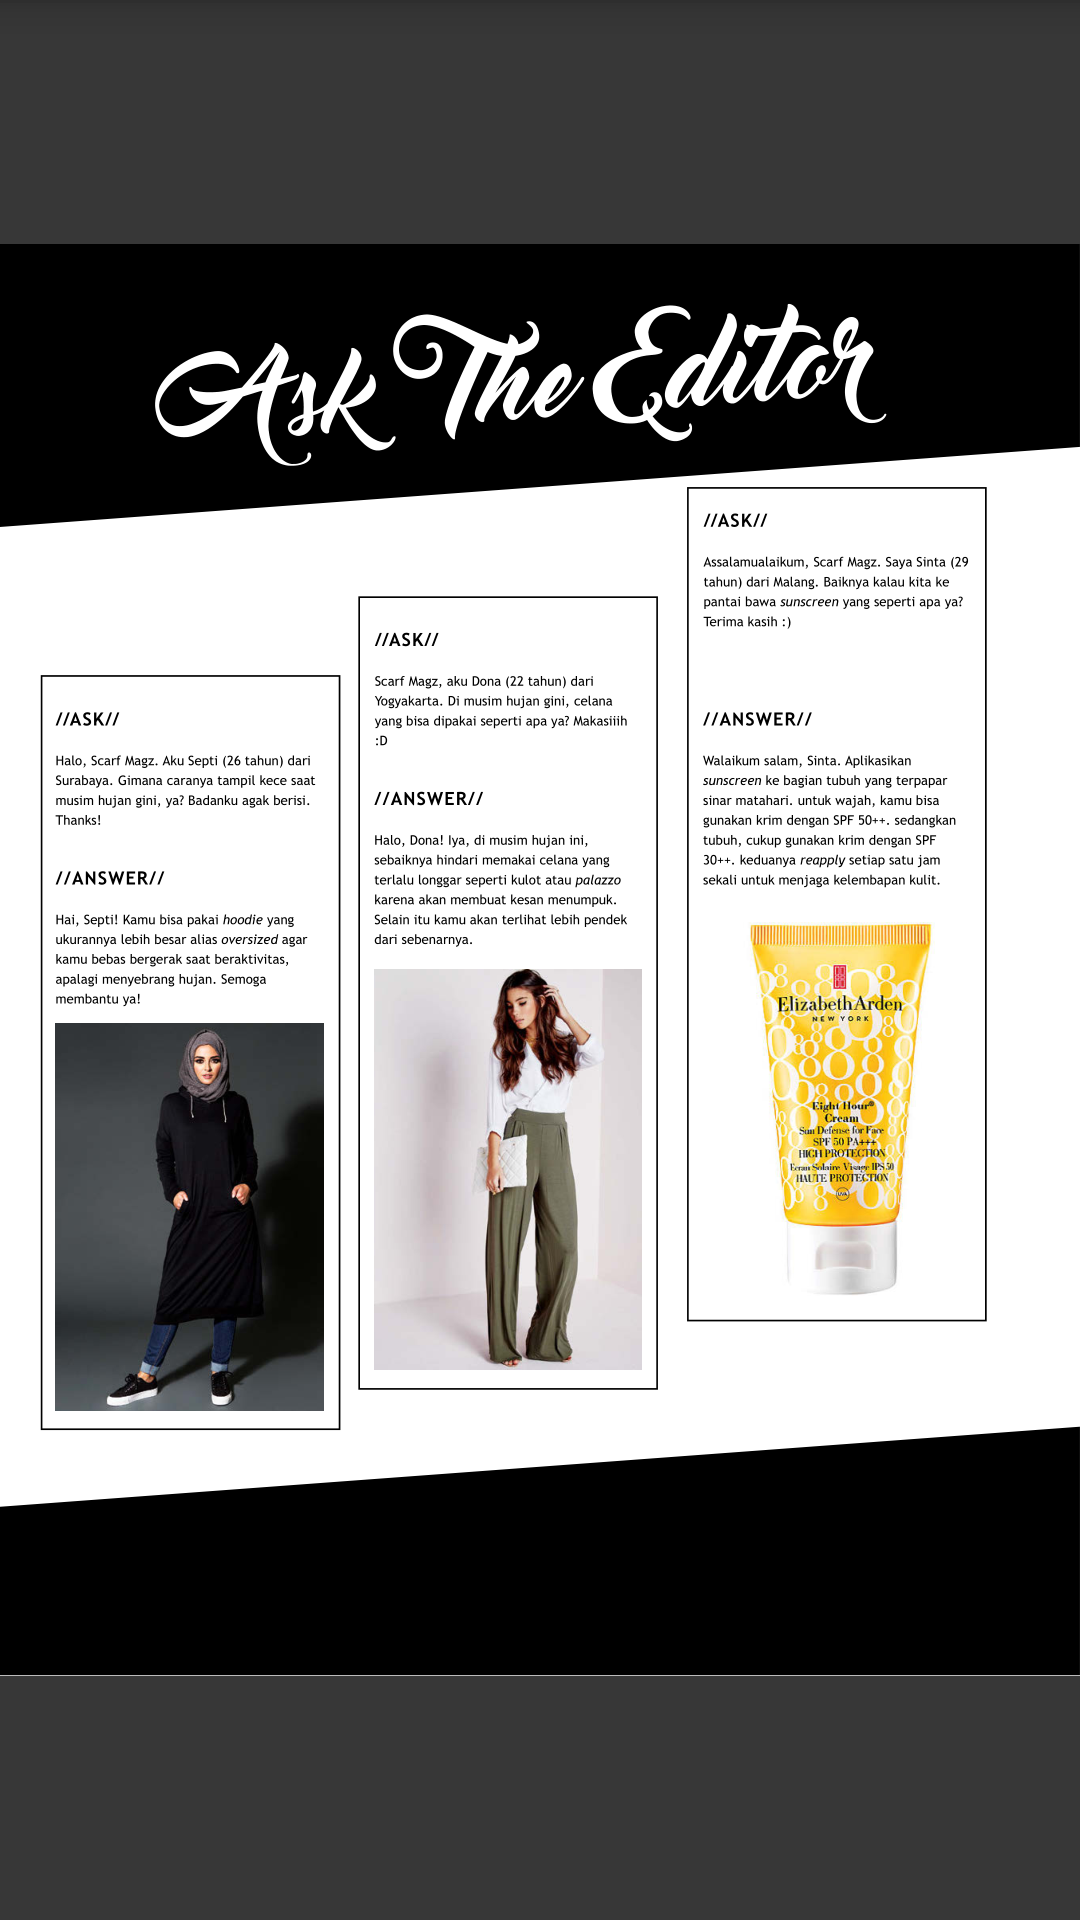 Ask The Editor
//ASK//
Halo, Scarf Magz. Aku Septi (26 tahun) dari
Surabaya. Gimana caranya tampil kece saat
musim hujan gini, ya? Badanku agak berisi.
Thanks!
//ANSWER//
Hai, Septi! Kamu bisa pakai hoodie yang
ukurannya lebih besar alias oversized agar
kamu bebas bergerak saat beraktivitas,
apalagi menyebrang hujan. Semoga
membantu ya!
//ASK//
Scarf Magz, aku Dona (22 tahun) dari
Yogyakarta. Di musim hujan gini, celana
yang bisa dipakai seperti apa ya? Makasiiih
:D
//ANSWER//
Halo, Dona! Iya, di musim hujan ini,
sebaiknya hindari memakai celana yang
terlalu longgar seperti kulot atau palazzo
karena akan membuat kesan menumpuk.
Selain itu kamu akan terlihat lebih pendek
dari sebenarnya.
//ASK//
Assalamualaikum, Scarf Magz. Saya Sinta (29
tahun) dari Malang. Baiknya kalau kita ke
pantai bawa sunscreen yang seperti apa ya?
Terima kasih :)
//ANSWER//
Walaikum salam, Sinta. Aplikasikan
sunscreen ke bagian tubuh yang terpapar
sinar matahari. untuk wajah, kamu bisa
gunakan krim dengan SPF 50++. sedangkan
tubuh, cukup gunakan krim dengan SPF
30++. keduanya reapply setiap satu jam
sekali untuk menjaga kelembapan kulit.
Elizabeth Arden
NEW YORK
Eight Hour®
Cream
Sun Defense for Face
SPF 50 PA+++
HIGH PROTECTION
Ecran Solaire Visage IPS 50
HAUTE PROTECTION
UVA